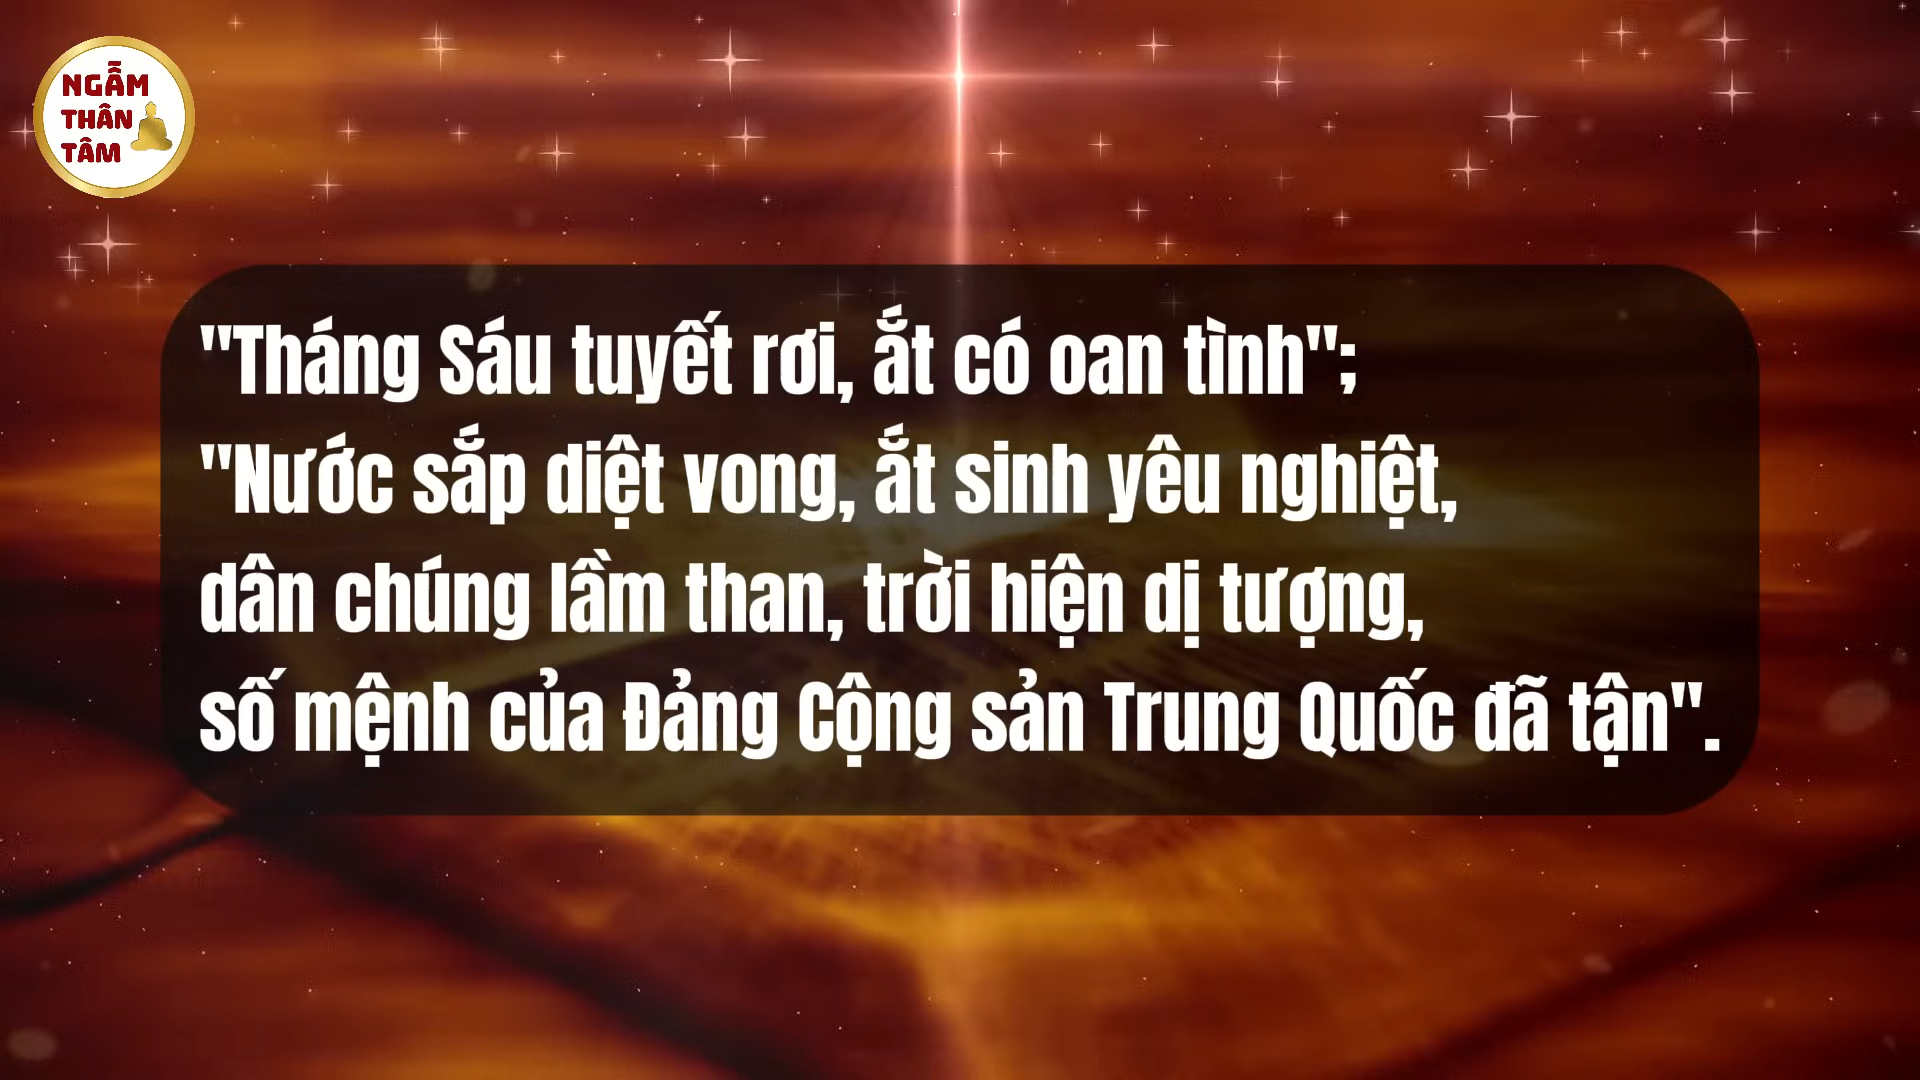 NGẪM
THÂN
TÂM
"Tháng Sáu tuyết rơi, ắt có oan tình";
"Nước sắp diệt vong, ắt sinh yêu nghiệt,
dân chúng lầm than, trời hiện dị tượng,
số mệnh của Đảng Cộng sản Trung Quốc đã tận".